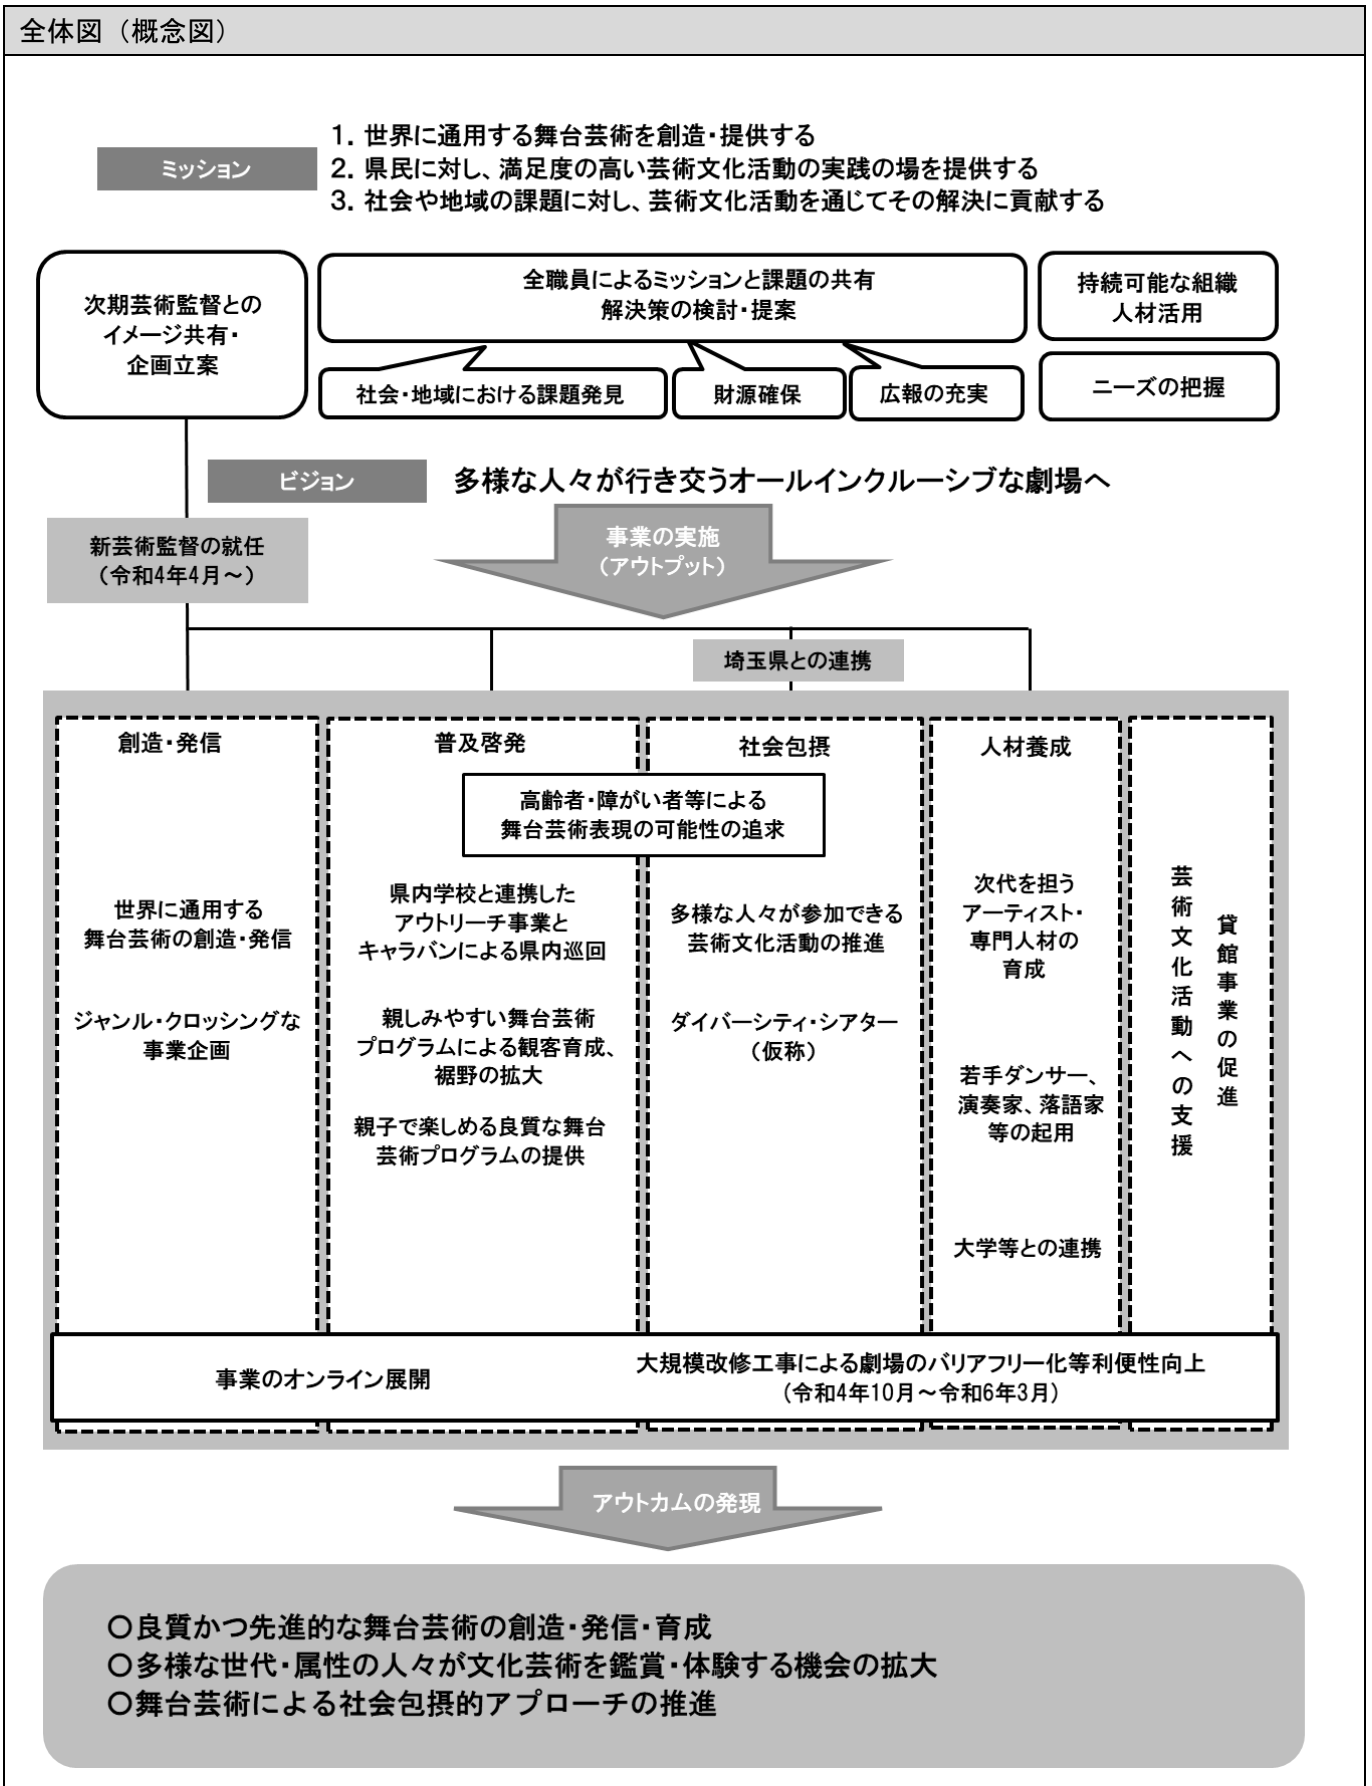 全体図（概念図）
ミッション
1. 世界に通用する舞台芸術を創造・提供する
2. 県民に対し、満足度の高い芸術文化活動の実践の場を提供する
3. 社会や地域の課題に対し、芸術文化活動を通じてその解決に貢献する
次期芸術監督との
イメージ共有・
企画立案
全職員によるミッションと課題の共有
解決策の検討・提案
持続可能な組織
人材活用
社会・地域における課題発見
財源確保
広報の充実
ニーズの把握
ビジョン
多様な人々が行き交うオールインクルーシブな劇場へ
事業の実施
（アウトプット）
新芸術監督の就任
（令和4年4月～）
埼玉県との連携
創造・発信
世界に通用する
舞台芸術の創造・発信
ジャンル・クロッシングな
事業企画
普及啓発
社会包摂
高齢者・障がい者等による
舞台芸術表現の可能性の追求
県内学校と連携した
アウトリーチ事業と
キャラバンによる県内巡回
親しみやすい舞台芸術
プログラムによる観客育成、
裾野の拡大
親子で楽しめる良質な舞台
芸術プログラムの提供
多様な人々が参加できる
芸術文化活動の推進
ダイバーシティ・シアター
（仮称）
人材養成
次代を担う
アーティスト・
専門人材の
育成
若手ダンサー、
演奏家、落語家
等の起用
大学等との連携
貸館事業の促進
芸術文化活動への支援
事業のオンライン展開
大規模改修工事による劇場のバリアフリー化等利便性向上
（令和4年10月～令和6年3月）
アウトカムの発現
○良質かつ先進的な舞台芸術の創造・発信・育成
○多様な世代・属性の人々が文化芸術を鑑賞・体験する機会の拡大
○舞台芸術による社会包摂的アプローチの推進